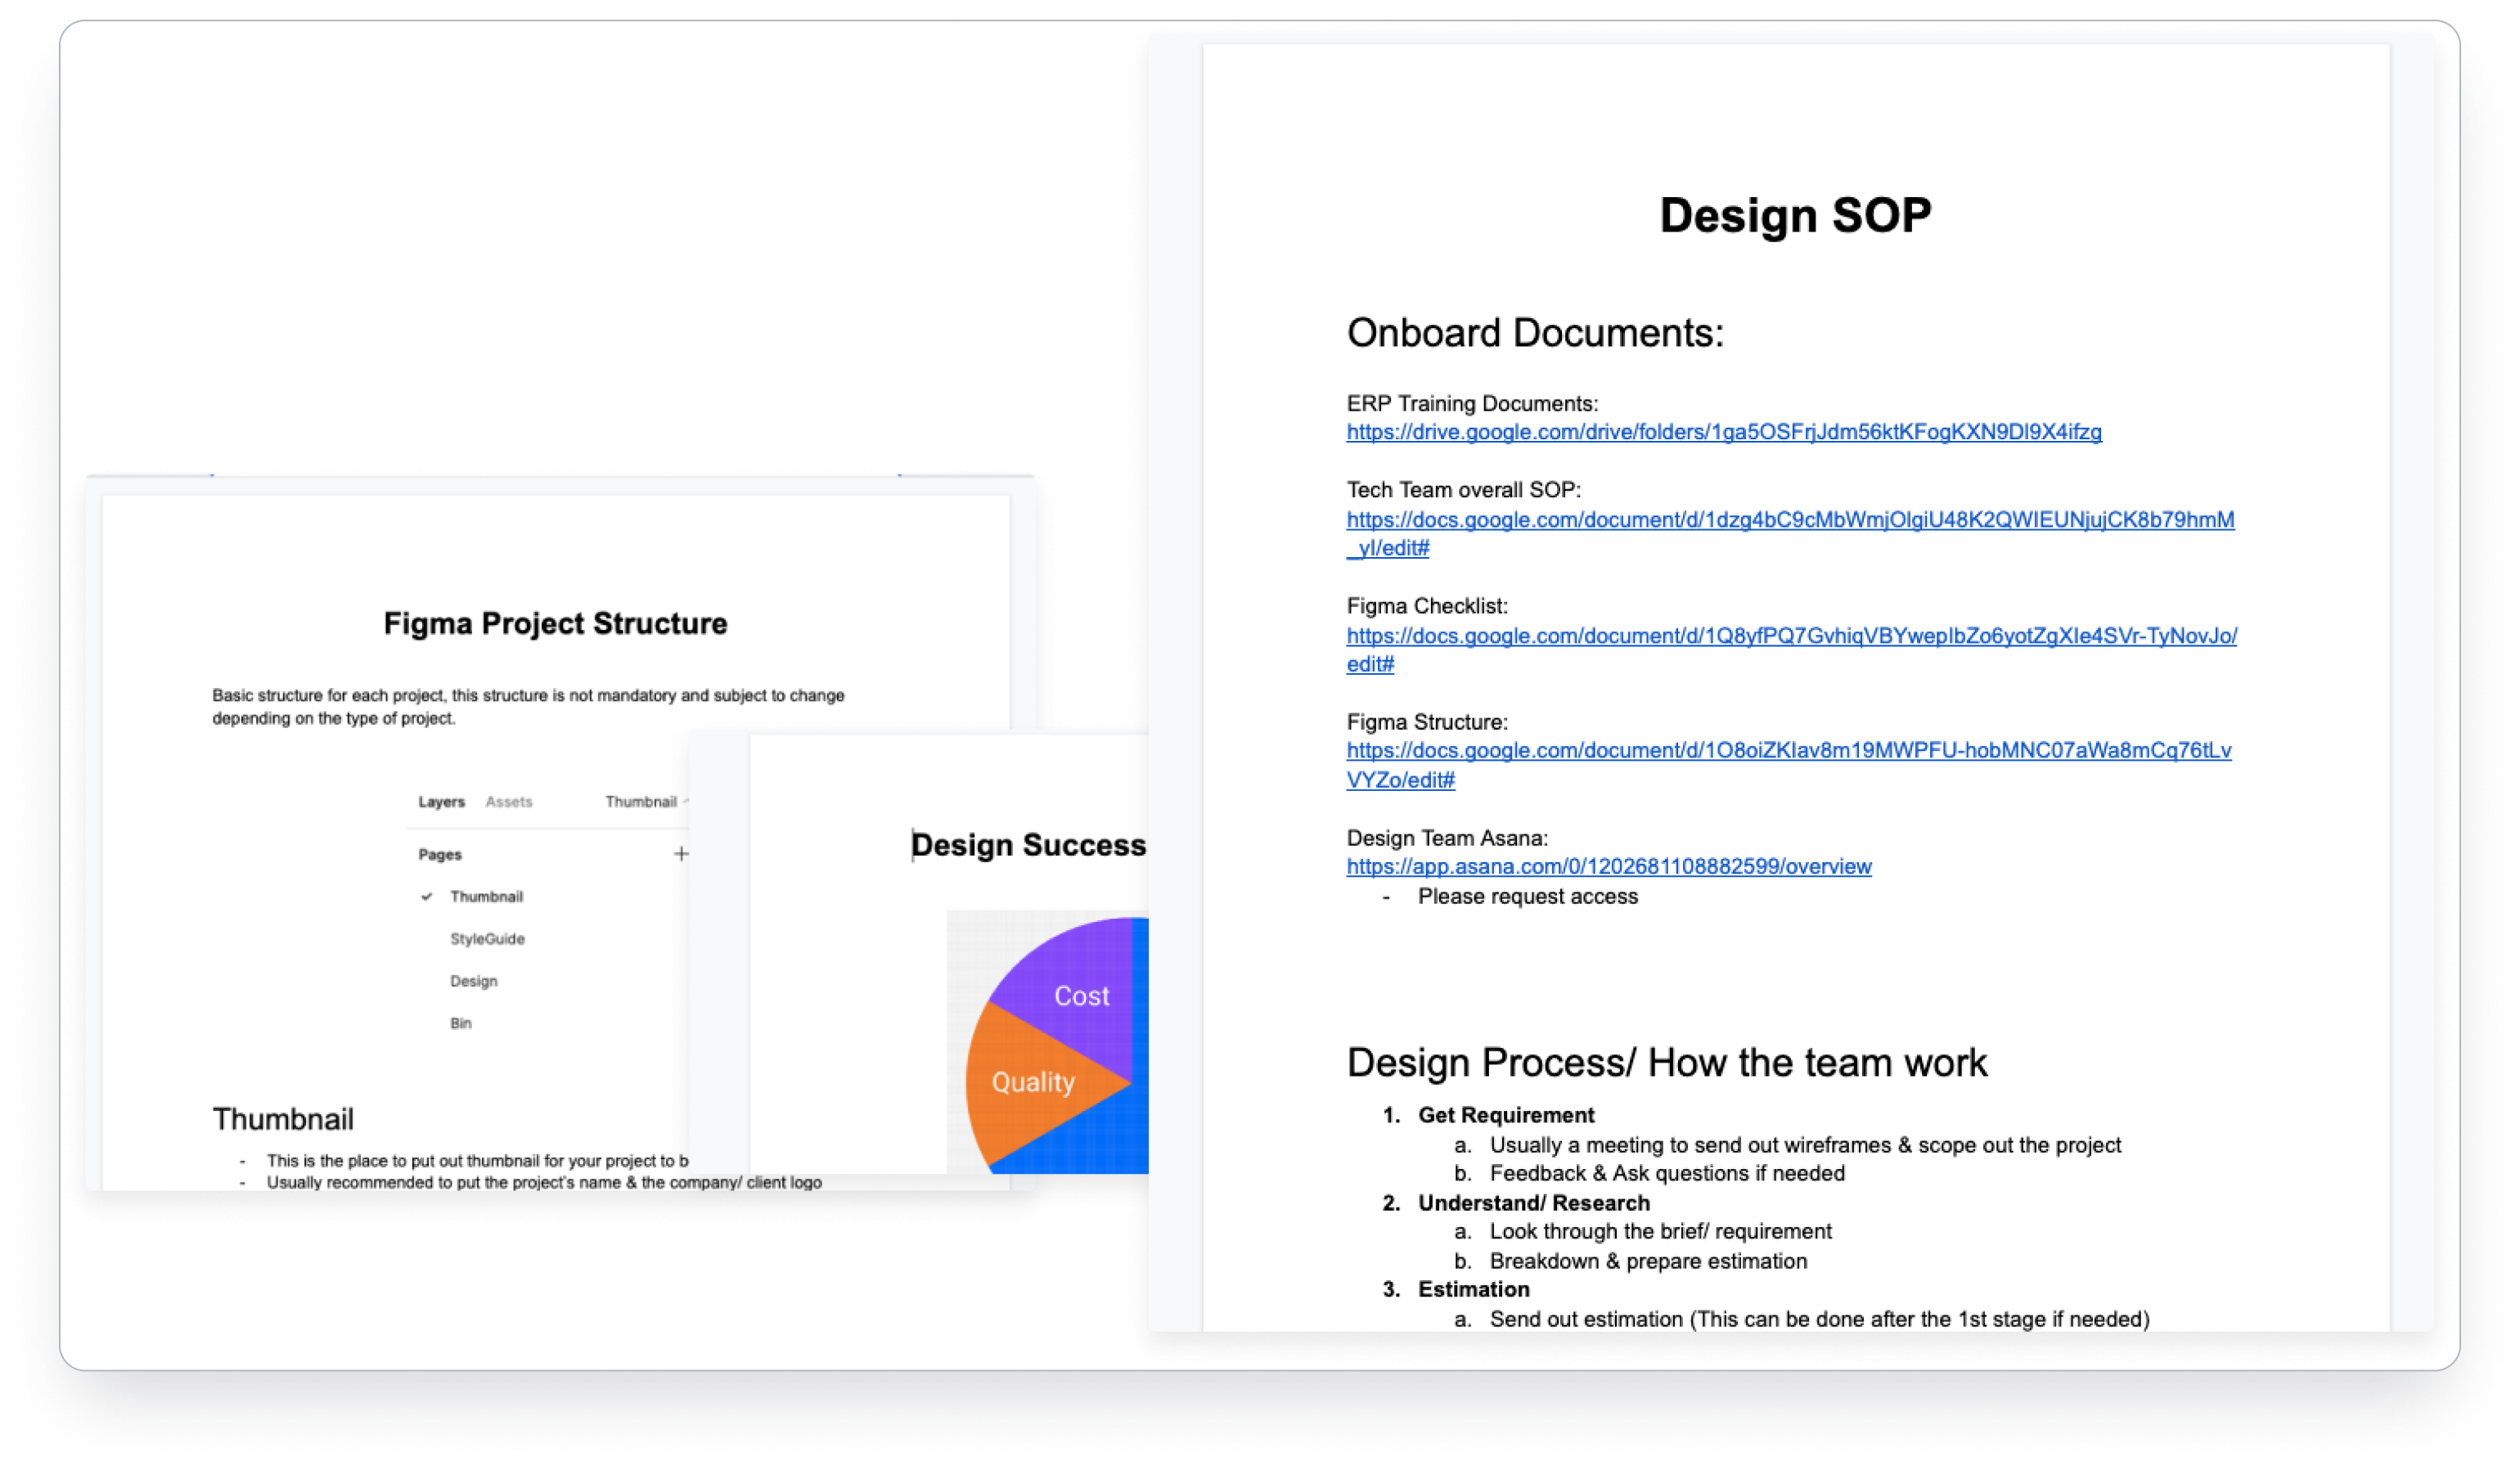 Figma Project Structure
Basic structure for each project, this structure is not mandatory and subject to change
depending on the type of project.
Layers Assets Thumbnail
Pages
Thumbnail
StyleGuide
Design
Bin
Thumbnail
- This is the place to put out thumbnail for your project to b
- Usually recommended to put the project's name & the company/ client logo
Design Success
Cost
Quality
Design SOP
Onboard Documents:
ERP Training Documents:
https://drive.google.com/drive/folders/1ga5OSFrjJdm56ktKFogKXN9Dl9X4ifzg
Tech Team overall SOP:
https://docs.google.com/document/d/1dzg4bC9cMbWmjOlgiU48K2QWIEUNjujCK8b79hmM
_yI/edit#
Figma Checklist:
https://docs.google.com/document/d/1Q8yfPQ7GvhiqVBYwepIbZo6yotZgXIe4SVr-TyNovJo/
edit#
Figma Structure:
https://docs.google.com/document/d/1O8oiZKIav8m19MWPFU-hobMNC07aWa8mCq76tLv
VYZo/edit#
Design Team Asana:
https://app.asana.com/0/1202681108882599/overview
- Please request access
Design Process/ How the team work
1. Get Requirement
a. Usually a meeting to send out wireframes & scope out the project
b. Feedback & Ask questions if needed
2. Understand/ Research
a. Look through the brief/ requirement
b. Breakdown & prepare estimation
3. Estimation
a. Send out estimation (This can be done after the 1st stage if needed)